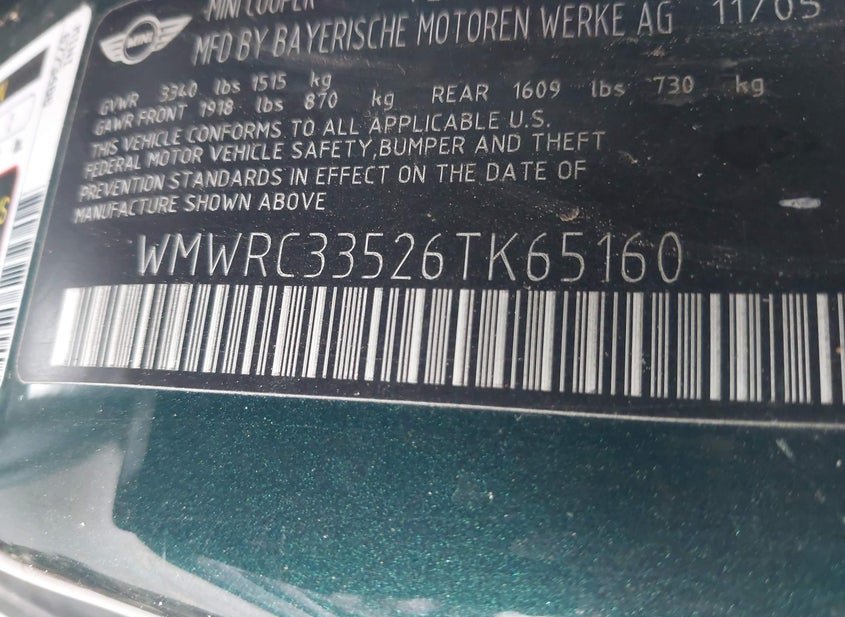 MINI COOPER
MFD BY BAYERISCHE MOTOREN WERKE AG 11/05
MINI
GVWR 3340 lbs 1515 kg
GAWR FRONT 1918 lbs 870 kg REAR 1609 lbs 730 kg
THIS VEHICLE CONFORMS TO ALL APPLICABLE U.S.
FEDERAL MOTOR VEHICLE SAFETY,BUMPER AND THEFT
PREVENTION STANDARDS IN EFFECT ON THE DATE OF
MANUFACTURE SHOWN ABOVE
WMWRC33526TK65160